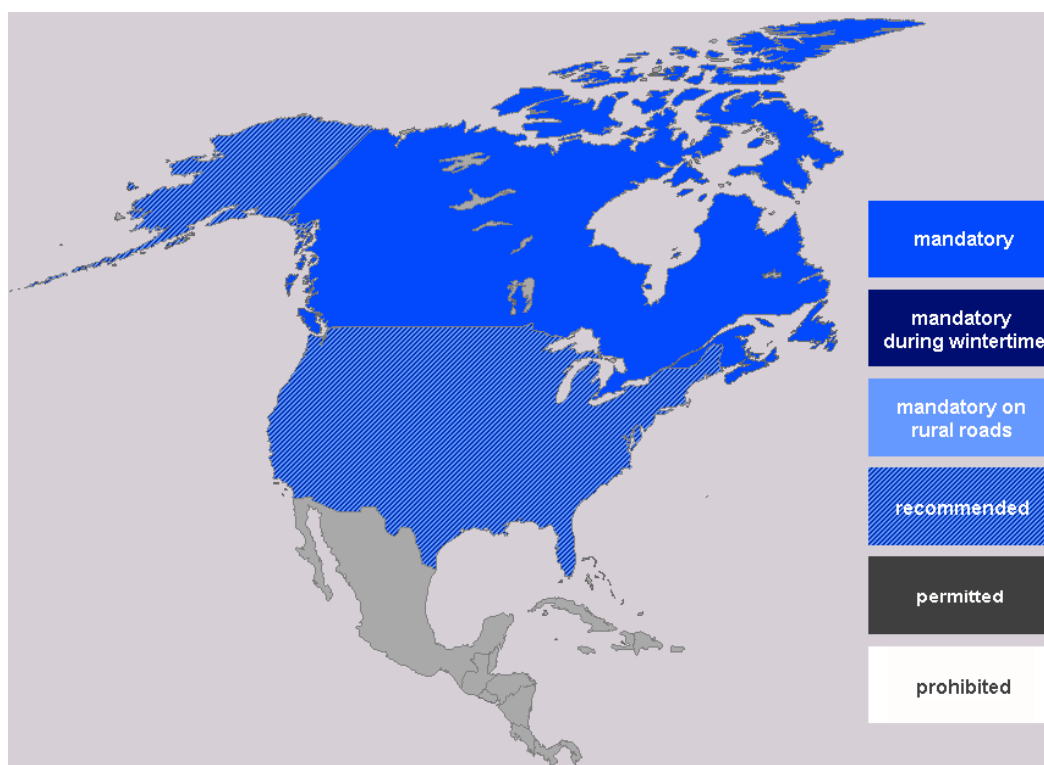 mandatory
mandatory
during wintertime
mandatory on
rural roads
recommended
permitted
prohibited